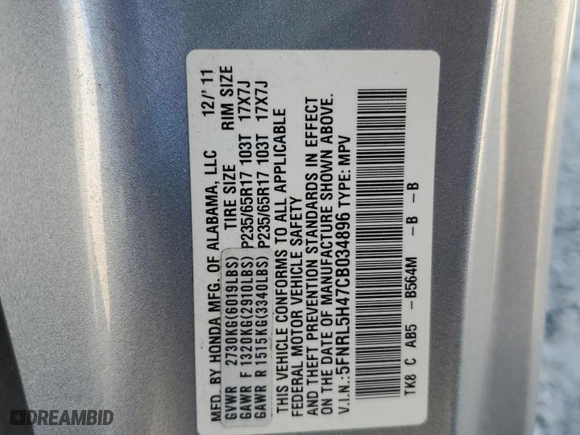 MFD. BY HONDA MFG. OF ALABAMA, LLC 12/'11
GVWR 2730KG(6019LBS) TIRE SIZE RIM SIZE
GAWR F 1320KG(2910LBS) P235/65R17 103T 17X7J
GAWR R 1515KG(3340LBS) P235/65R17 103T 17X7J
THIS VEHICLE CONFORMS TO ALL APPLICABLE
FEDERAL MOTOR VEHICLE SAFETY
AND THEFT PREVENTION STANDARDS IN EFFECT
ON THE DATE OF MANUFACTURE SHOWN ABOVE.
V.I.N.:5FNRL5H47CB034896 TYPE: MPV
TK8 C AB5 -B564M -B -B
DREAMBID